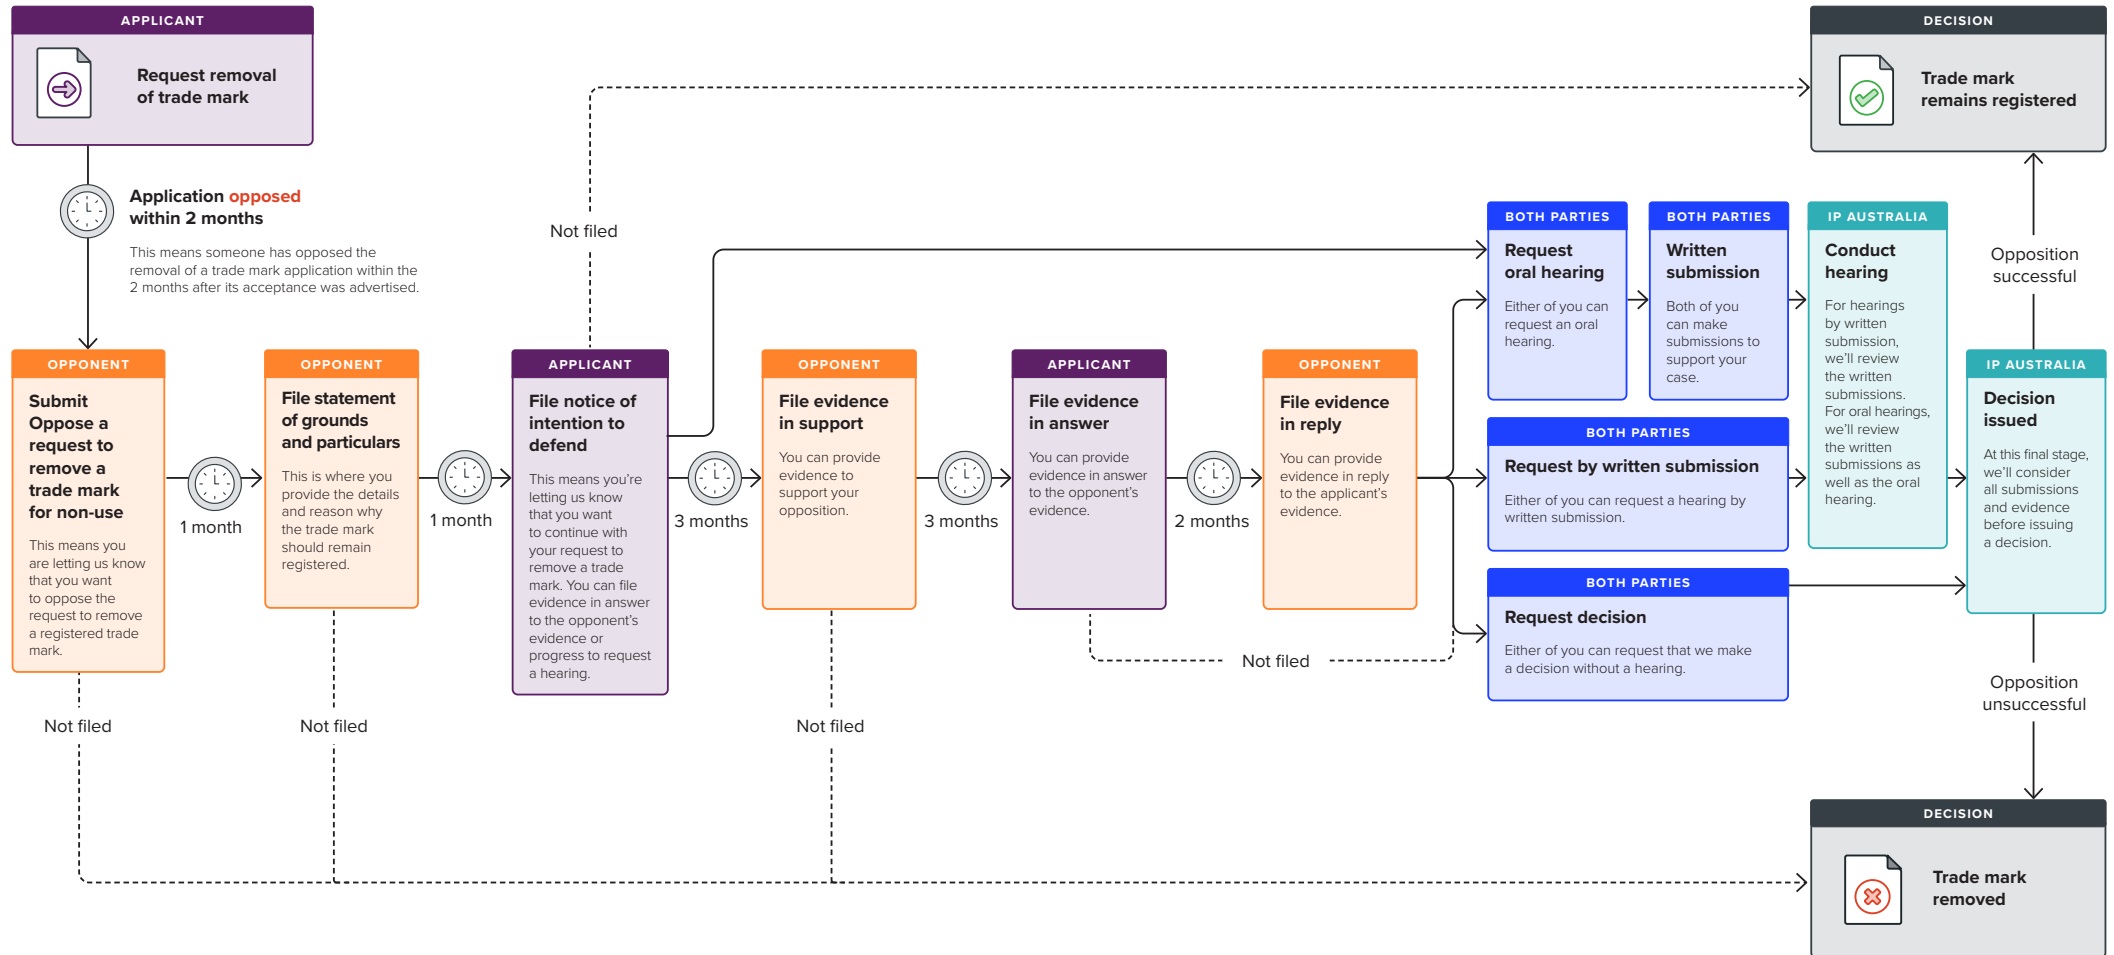 APPLICANT
Request removal
of trade mark
Application opposed
within 2 months
This means someone has opposed the
removal of a trade mark application within the
2 months after its acceptance was advertised.
OPPONENT
Submit
Oppose a
request to
remove a
trade mark
for non-use
This means you
are letting us know
that you want
to oppose the
request to remove
a registered trade
mark.
Not filed
1 month
OPPONENT
File statement
of grounds
and particulars
This is where you
provide the details
and reason why
the trade mark
should remain
registered.
Not filed
1 month
APPLICANT
File notice of
intention to
defend
This means you’re
letting us know
that you want
to continue with
your request to
remove a trade
mark. You can file
evidence in answer
to the opponent’s
evidence or
progress to request
a hearing.
Not filed
3 months
OPPONENT
File evidence
in support
You can provide
evidence to
support your
opposition.
Not filed
3 months
APPLICANT
File evidence
in answer
You can provide
evidence in answer
to the opponent’s
evidence.
Not filed
2 months
OPPONENT
File evidence
in reply
You can provide
evidence in reply
to the applicant’s
evidence.
BOTH PARTIES
Request
oral hearing
Either of you can
request an oral
hearing.
BOTH PARTIES
Written
submission
Both of you
can make
submissions to
support your
case.
BOTH PARTIES
Request by written submission
Either of you can request a hearing by
written submission.
BOTH PARTIES
Request decision
Either of you can request that we make
a decision without a hearing.
IP AUSTRALIA
Conduct
hearing
For hearings
by written
submission,
we’ll review
the written
submissions.
For oral hearings,
we’ll review
the written
submissions as
well as the oral
hearing.
IP AUSTRALIA
Decision
issued
At this final stage,
we’ll consider
all submissions
and evidence
before issuing
a decision.
Opposition
successful
DECISION
Trade mark
remains registered
Opposition
unsuccessful
DECISION
Trade mark
removed